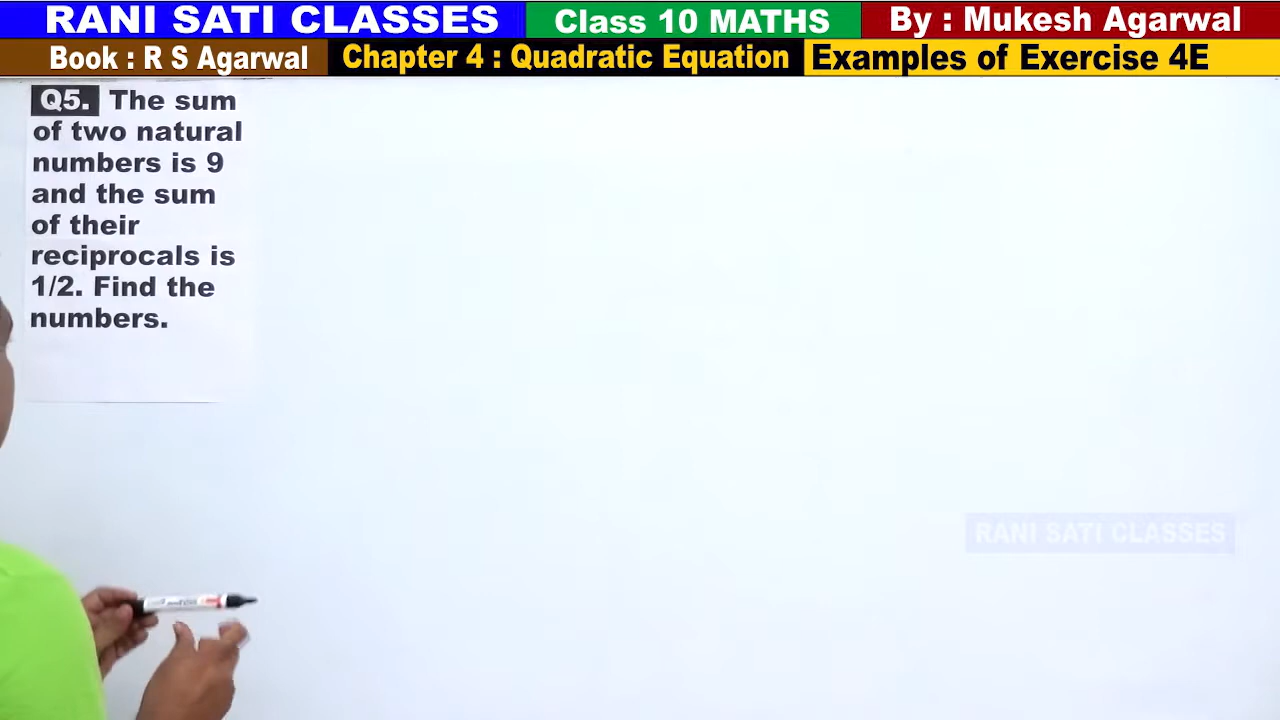 RANI SATI CLASSES
Class 10 MATHS
By : Mukesh Agarwal
Book : R S Agarwal
Chapter 4 : Quadratic Equation
Examples of Exercise 4E
Q5. The sum
of two natural
numbers is 9
and the sum
of their
reciprocals is
1/2. Find the
numbers.
RANI SATI CLASSES